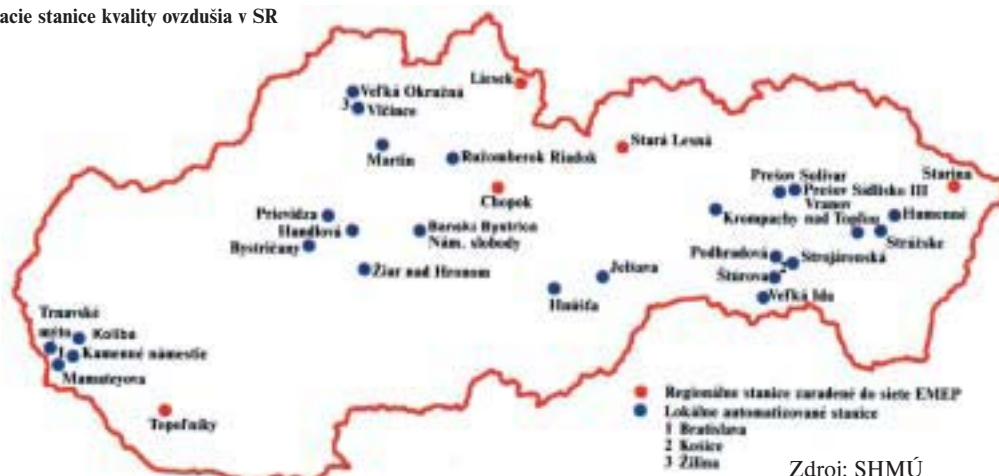 acie stanice kvality ovzdušia v SR
Liesek
Veľká Okružná
3
Vlčince
Martin
Ružomberok Riadok
Stará Lesná
Chopok
Prešov Solivar
Prešov Sídlisko III
Starina
Vranov
Krompachy nad Topľou
Humenné
Strážske
Prievidza
Handlová
Bystričany
Banská Bystrica
Nám. slobody
Žiar nad Hronom
Podhradová
Strojárenská
2
Štúrova
Veľká Ida
Jelšava
Hnúšťa
Trnavské
mýto
Koliba
1
Kamenné námestie
Mamateyova
Topoľníky
Regionálne stanice zaradené do siete EMEP
Lokálne automatizované stanice
1 Bratislava
2 Košice
3 Žilina
Zdroj: SHMÚ